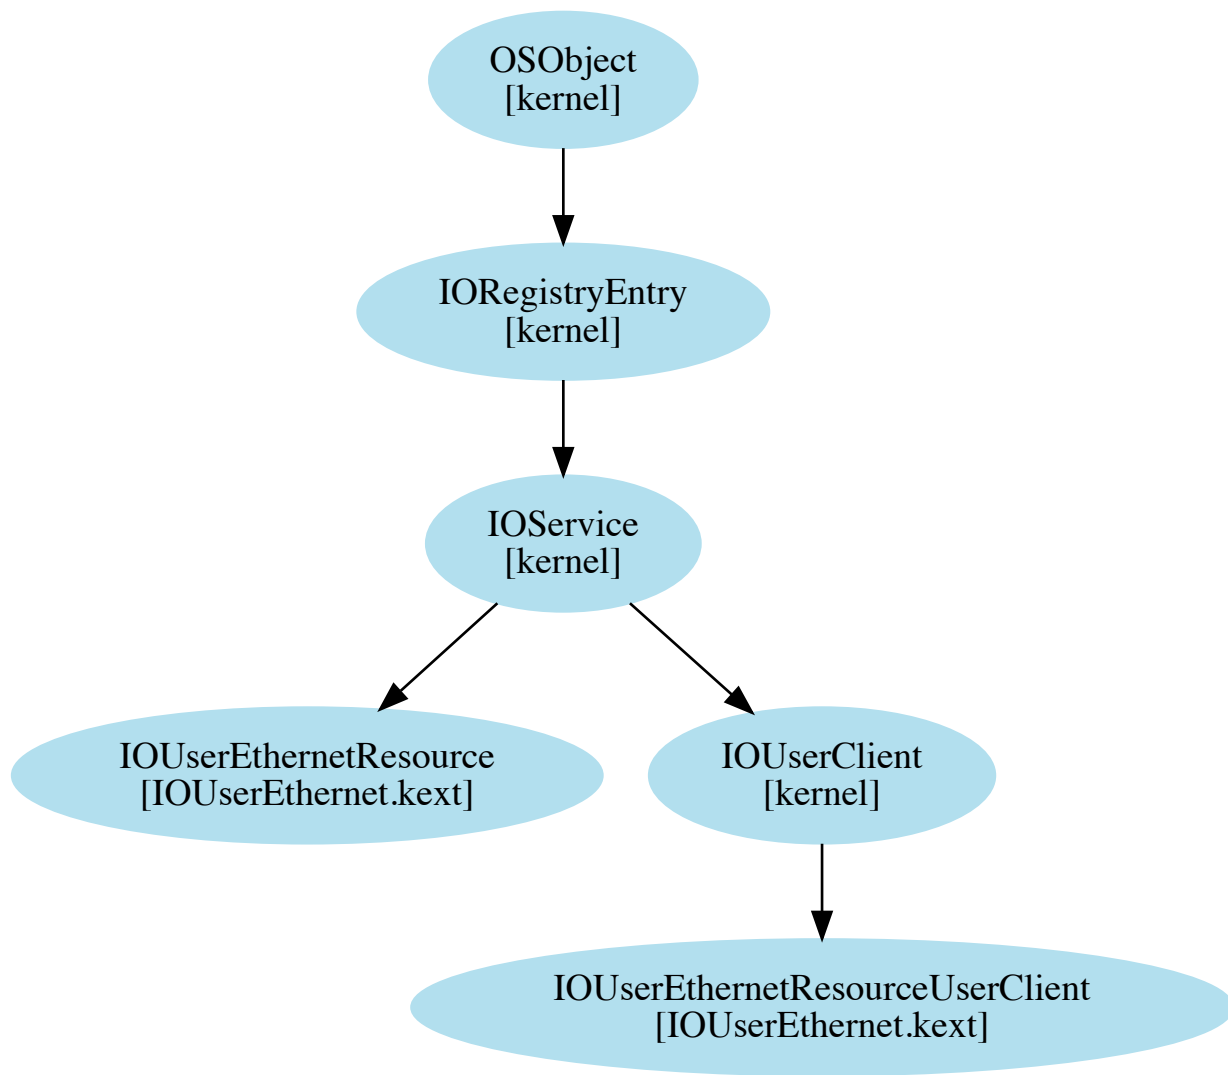 OSObject
[kernel]
IORegistryEntry
[kernel]
IOService
[kernel]
IOUserEthernetResource
[IOUserEthernet.kext]
IOUserClient
[kernel]
IOUserEthernetResourceUserClient
[IOUserEthernet.kext]